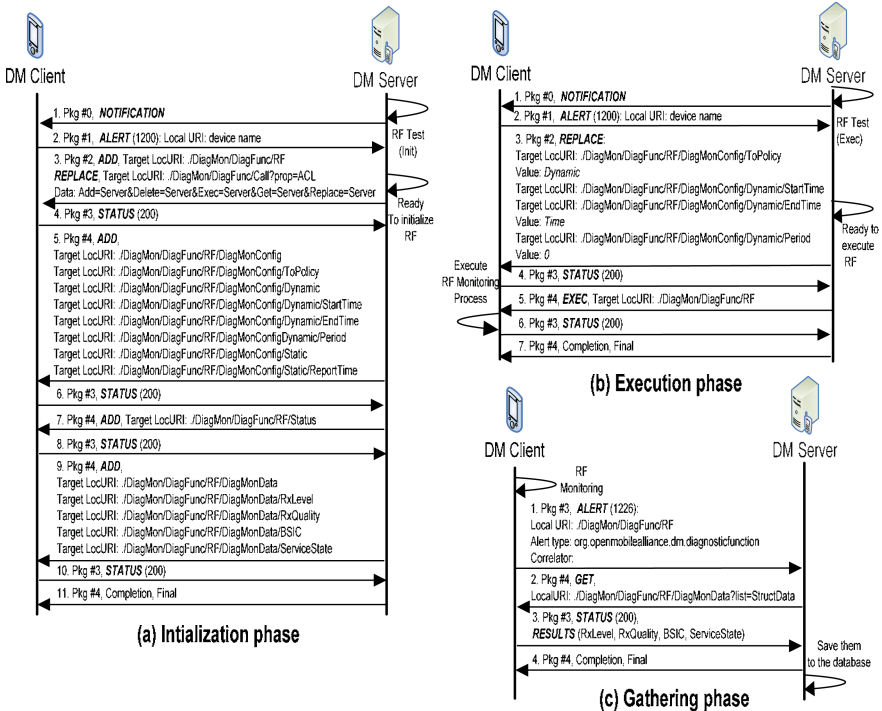 DM Client
DM Server
1. Pkg #0, NOTIFICATION
RF Test
(Init)
2. Pkg #1, ALERT (1200): Local URI: device name
3. Pkg #2, ADD, Target LocURI: ./DiagMon/DiagFunc/RF
REPLACE, Target LocURI: ./DiagMon/DiagFunc/Call?prop=ACL
Data: Add=Server&Delete=Server&Exec=Server&Get=Server&Replace=Server
Ready
To initialize
RF
4. Pkg #3, STATUS (200)
5. Pkg #4, ADD,
Target LocURI: ./DiagMon/DiagFunc/RF/DiagMonConfig
Target LocURI: ./DiagMon/DiagFunc/RF/DiagMonConfig/ToPolicy
Target LocURI: ./DiagMon/DiagFunc/RF/DiagMonConfig/Dynamic
Target LocURI: ./DiagMon/DiagFunc/RF/DiagMonConfig/Dynamic/StartTime
Target LocURI: ./DiagMon/DiagFunc/RF/DiagMonConfig/Dynamic/EndTime
Target LocURI: ./DiagMon/DiagFunc/RF/DiagMonConfigDynamic/Period
Target LocURI: ./DiagMon/DiagFunc/RF/DiagMonConfig/Static
Target LocURI: ./DiagMon/DiagFunc/RF/DiagMonConfig/Static/ReportTime
6. Pkg #3, STATUS (200)
7. Pkg #4, ADD, Target LocURI: ./DiagMon/DiagFunc/RF/Status
8. Pkg #3, STATUS (200)
9. Pkg #4, ADD,
Target LocURI: ./DiagMon/DiagFunc/RF/DiagMonData
Target LocURI: ./DiagMon/DiagFunc/RF/DiagMonData/RxLevel
Target LocURI: ./DiagMon/DiagFunc/RF/DiagMonData/RxQuality
Target LocURI: ./DiagMon/DiagFunc/RF/DiagMonData/BSIC
Target LocURI: ./DiagMon/DiagFunc/RF/DiagMonData/ServiceState
10. Pkg #3, STATUS (200)
11. Pkg #4, Completion, Final
(a) Intialization phase
DM Client
DM Server
1. Pkg #0, NOTIFICATION
RF Test
(Exec)
2. Pkg #1, ALERT (1200): Local URI: device name
3. Pkg #2, REPLACE:
Target LocURI: ./DiagMon/DiagFunc/RF/DiagMonConfig/ToPolicy
Value: Dynamic
Target LocURI: ./DiagMon/DiagFunc/RF/DiagMonConfig/Dynamic/StartTime
Target LocURI: ./DiagMon/DiagFunc/RF/DiagMonConfig/Dynamic/EndTime
Value: Time
Target LocURI: ./DiagMon/DiagFunc/RF/DiagMonConfig/Dynamic/Period
Value: 0
Ready to
execute
RF
Execute
RF Monitoring
Process
4. Pkg #3, STATUS (200)
5. Pkg #4, EXEC, Target LocURI: ./DiagMon/DiagFunc/RF
6. Pkg #3, STATUS (200)
7. Pkg #4, Completion, Final
(b) Execution phase
DM Client
DM Server
RF
Monitoring
1. Pkg #3, ALERT (1226):
Local URI: ./DiagMon/DiagFunc/RF
Alert type: org.openmobilealliance.dm.diagnosticfunction
Correlator:
2. Pkg #4, GET,
LocalURI: ./DiagMon/DiagFunc/RF/DiagMonData?list=StructData
3. Pkg #3, STATUS (200),
RESULTS (RxLevel, RxQuality, BSIC, ServiceState)
4. Pkg #4, Completion, Final
Save them
to the database
(c) Gathering phase